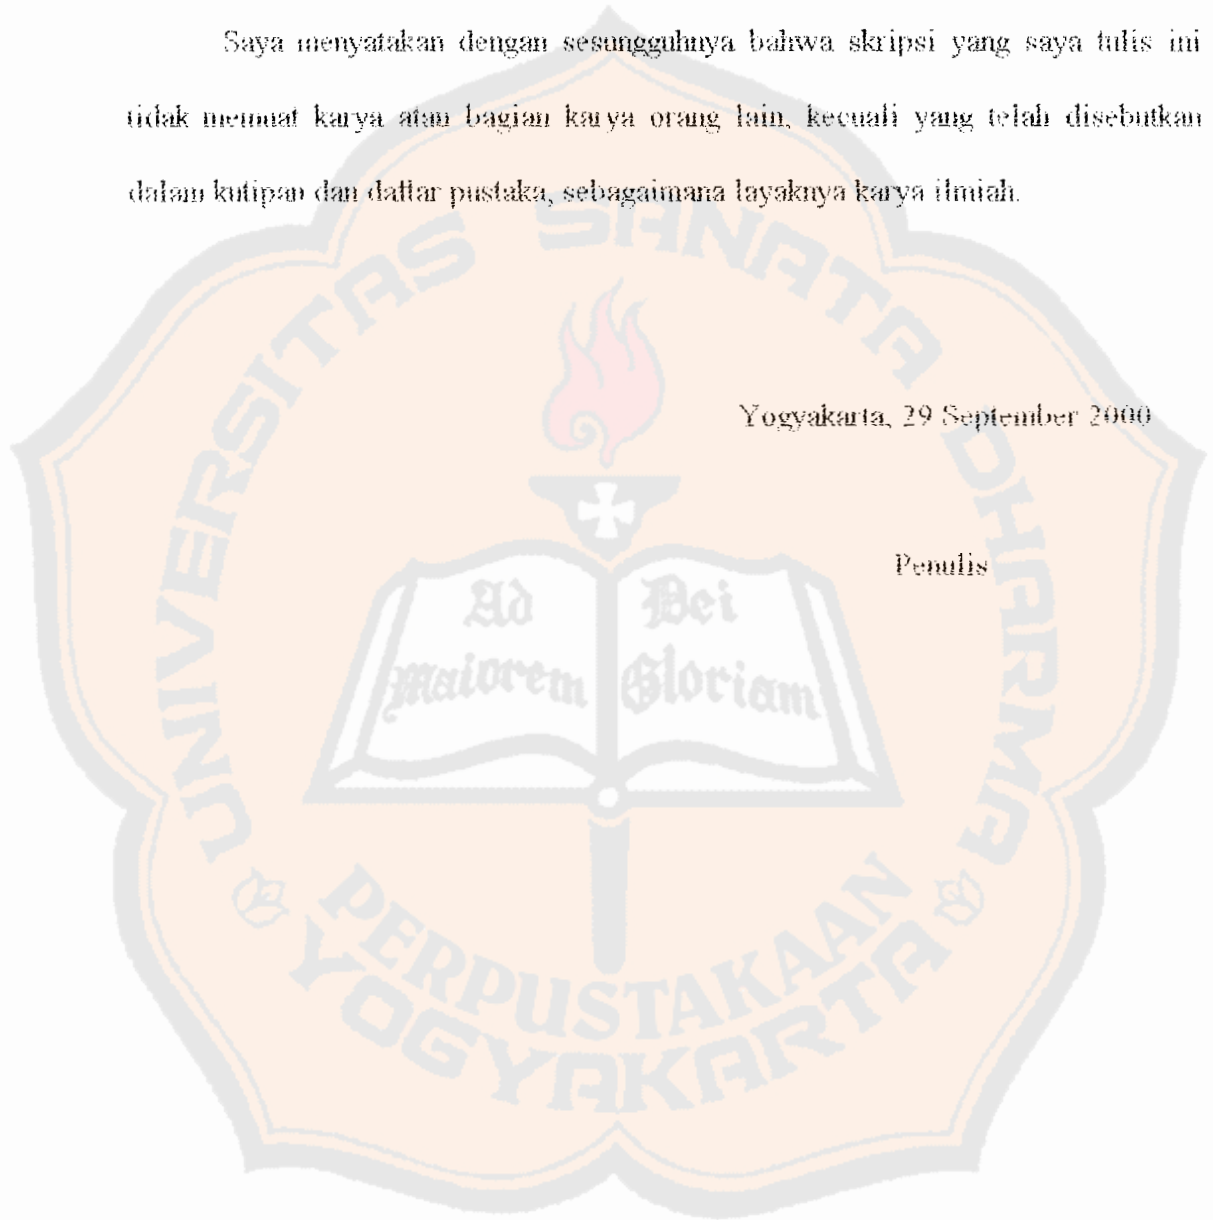 Saya menyatakan dengan sesungguhnya bahwa skripsi yang saya tulis ini
tidak memuat karya atau bagian karya orang lain, kecuali yang telah disebutkan
dalam kutipan dan daftar pustaka, sebagaimana layaknya karya ilmiah.
UNIVERSITAS SANATA DHARMA
Yogyakarta, 29 September 2000
Penulis
Ad Dei
Maiorem Gloriam
PERPUSTAKAAN
YOGYAKARTA